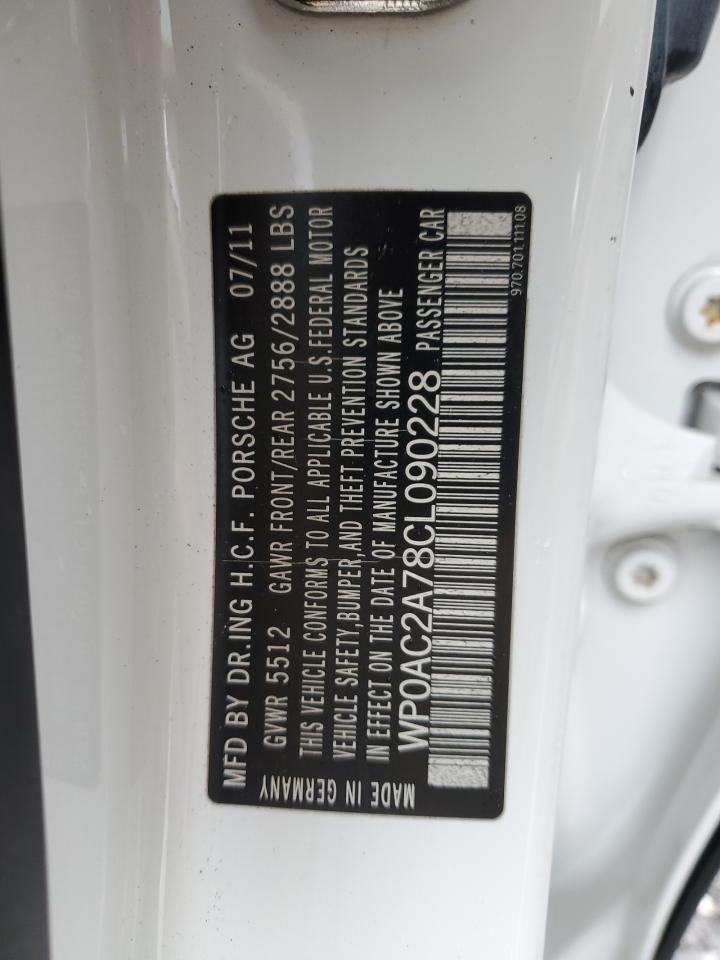 MFD BY DR.ING H.C.F. PORSCHE AG 07/11
GVWR 5512 GAWR FRONT/REAR 2756/2888 LBS
THIS VEHICLE CONFORMS TO ALL APPLICABLE U.S.FEDERAL MOTOR
VEHICLE SAFETY,BUMPER,AND THEFT PREVENTION STANDARDS
IN EFFECT ON THE DATE OF MANUFACTURE SHOWN ABOVE
WP0AC2A78CL090228 PASSENGER CAR
MADE IN GERMANY
970.701.111.08